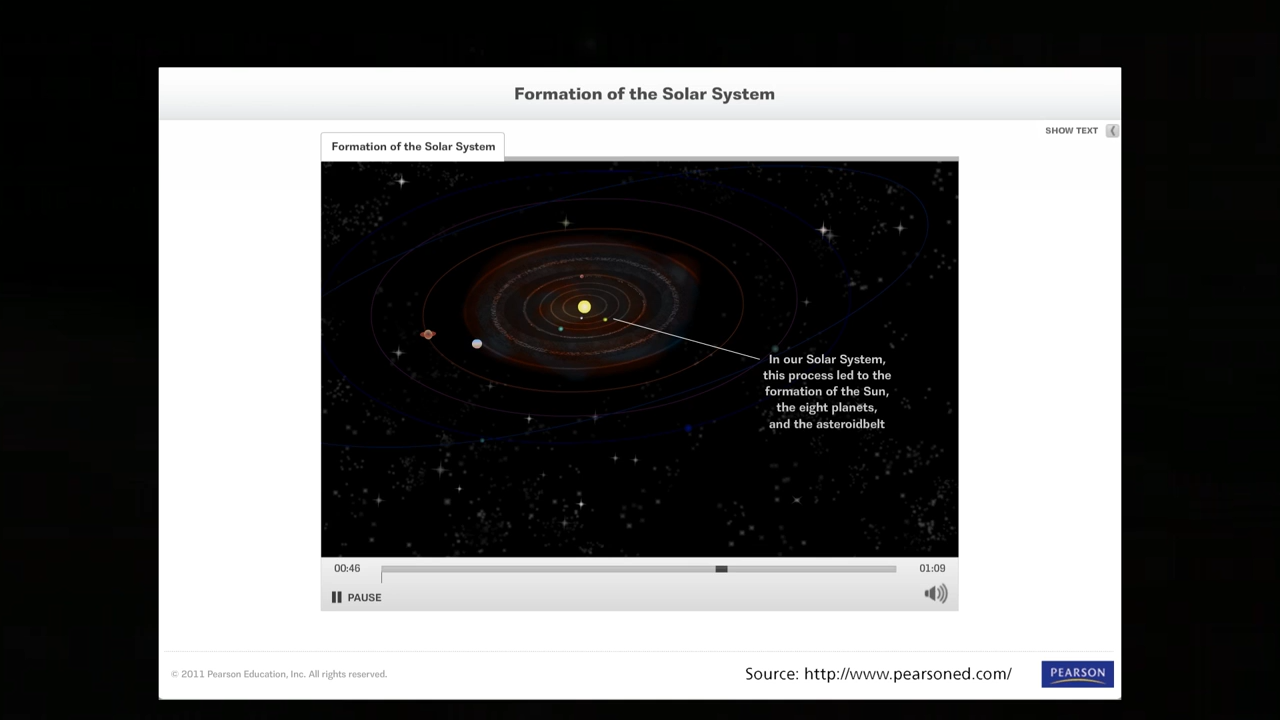 Formation of the Solar System
SHOW TEXT
Formation of the Solar System
In our Solar System,
this process led to the
formation of the Sun,
the eight planets,
and the asteroidbelt
00:46
01:09
PAUSE
© 2011 Pearson Education, Inc. All rights reserved.
Source: http://www.pearsoned.com/
PEARSON